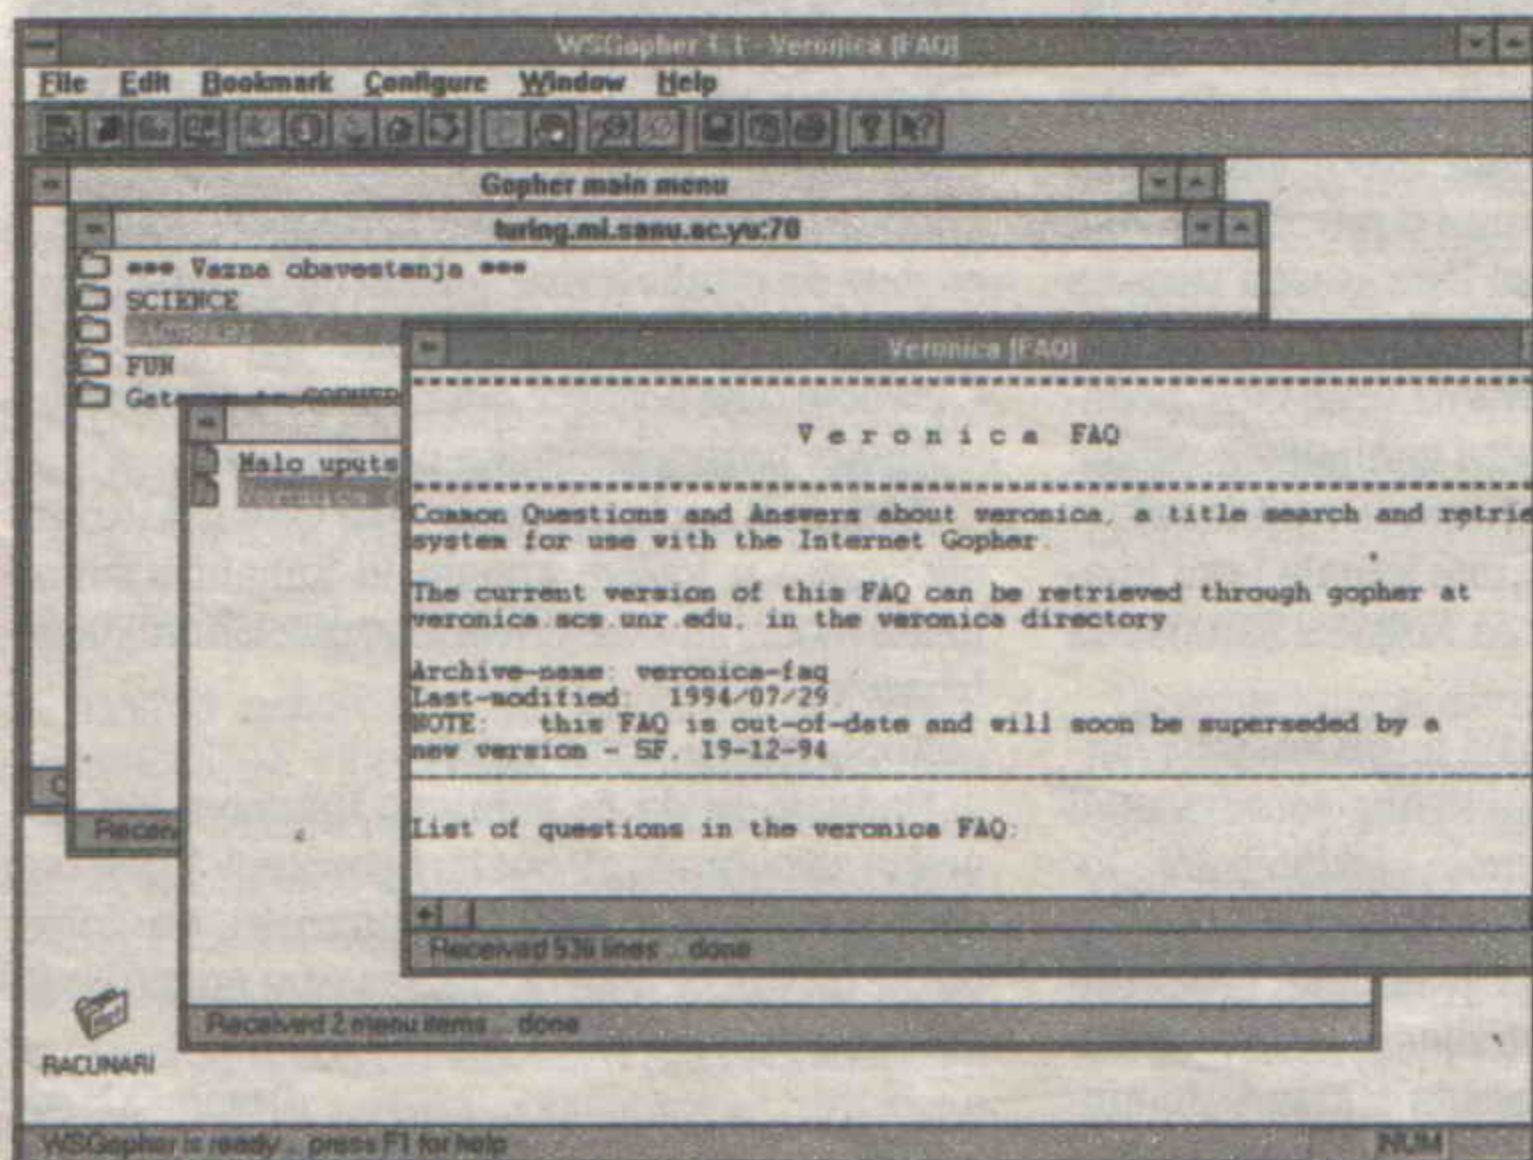 WSGopher 1.1 - Veronica (FAQ)
File Edit Bookmark Configure Window Help
Gopher main menu
turing.mi.sanu.ac.yu:70
*** Vazna obavestenja ***
SCIENCE
FUN
Veronica (FAQ)
V e r o n i c a FAQ
Malo uputs
Common Questions and Answers about veronica, a title search and retrie
system for use with the Internet Gopher.
The current version of this FAQ can be retrieved through gopher at
veronica.scs.unr.edu, in the veronica directory
Archive-name: veronica-faq
Last-modified: 1994/07/29
NOTE: this FAQ is out-of-date and will soon be superseded by a
new version - SF, 19-12-94
List of questions in the veronica FAQ:
Received 536 lines .. done
Received 2 menu items .. done
RACUNARI
WSGopher is ready .. press F1 for help NUM